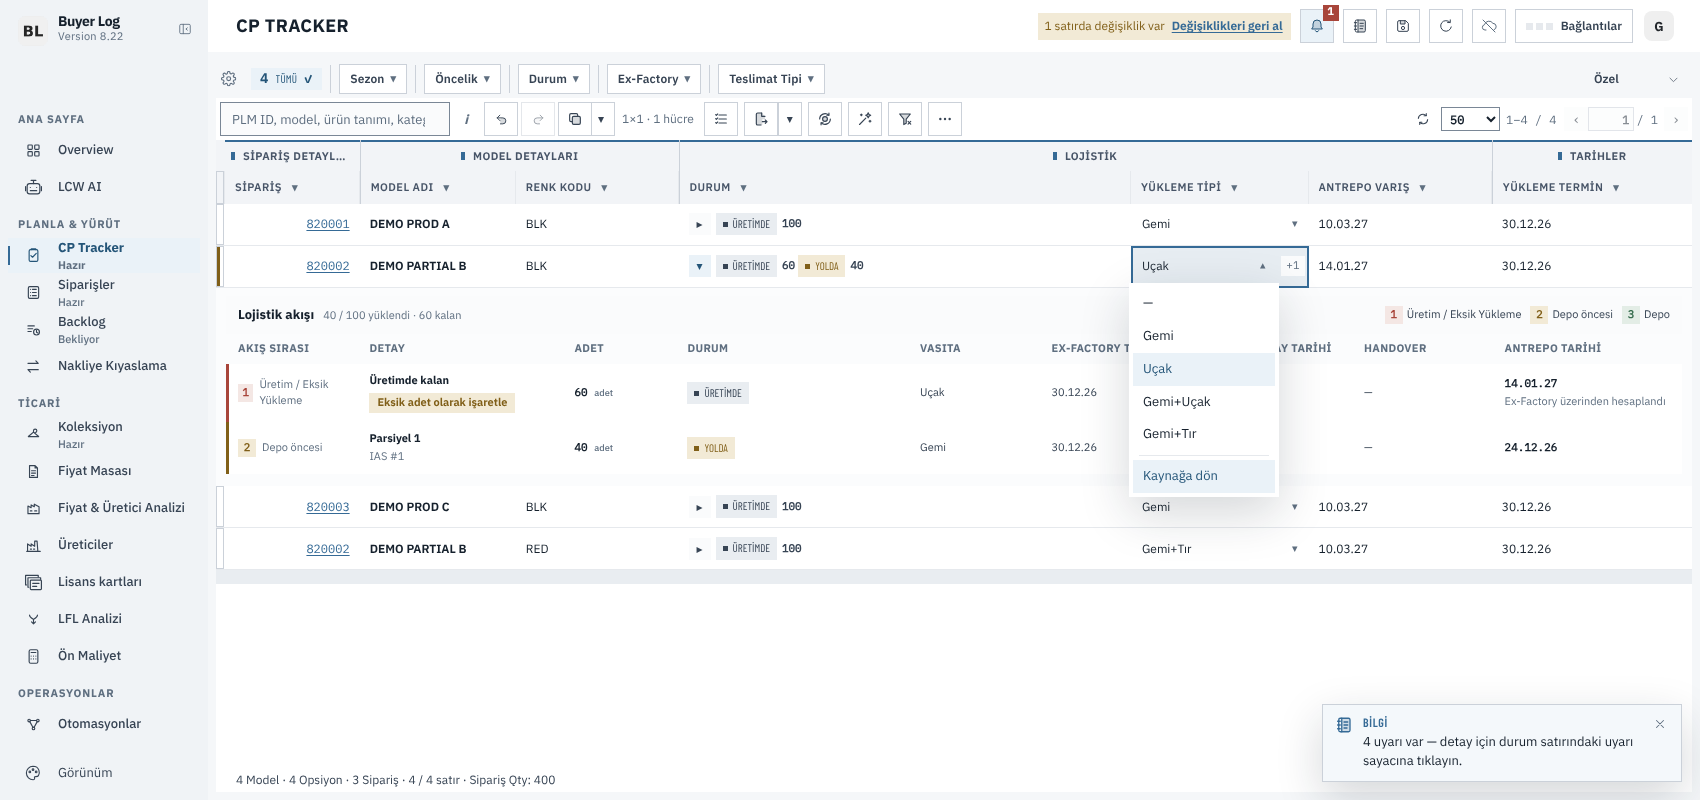 BL
Buyer Log
Version 8.22
ANA SAYFA
Overview
LCW AI
PLANLA & YÜRÜT
CP Tracker
Hazır
Siparişler
Hazır
Backlog
Bekliyor
Nakliye Kıyaslama
TİCARİ
Koleksiyon
Hazır
Fiyat Masası
Fiyat & Üretici Analizi
Üreticiler
Lisans kartları
LFL Analizi
Ön Maliyet
OPERASYONLAR
Otomasyonlar
Görünüm
CP TRACKER
1 satırda değişiklik var Değişiklikleri geri al
1
Bağlantılar
G
4 TÜMÜ
Sezon
Öncelik
Durum
Ex-Factory
Teslimat Tipi
Özel
PLM ID, model, ürün tanımı, kateg
i
1×1 · 1 hücre
50
1–4 / 4
1 / 1
SİPARİŞ DETAYL...
MODEL DETAYLARI
LOJİSTİK
TARİHLER
SİPARİŞ
MODEL ADI
RENK KODU
DURUM
YÜKLEME TİPİ
ANTREPO VARIŞ
YÜKLEME TERMİN
820001 DEMO PROD A BLK ÜRETİMDE 100 Gemi 10.03.27 30.12.26
820002 DEMO PARTIAL B BLK ÜRETİMDE 60 YOLDA 40 Uçak +1 14.01.27 30.12.26
—
Gemi
Uçak
Gemi+Uçak
Gemi+Tır
Kaynağa dön
Lojistik akışı 40 / 100 yüklendi · 60 kalan
1 Üretim / Eksik Yükleme 2 Depo öncesi 3 Depo
AKIŞ SIRASI DETAY ADET DURUM VASITA EX-FACTORY T AY TARİHİ HANDOVER ANTREPO TARİHİ
1 Üretim / Eksik
Yükleme
Üretimde kalan
Eksik adet olarak işaretle
60 adet
ÜRETİMDE
Uçak
30.12.26
—
14.01.27
Ex-Factory üzerinden hesaplandı
2 Depo öncesi
Parsiyel 1
IAS #1
40 adet
YOLDA
Gemi
30.12.26
—
24.12.26
820003 DEMO PROD C BLK ÜRETİMDE 100 Gemi 10.03.27 30.12.26
820002 DEMO PARTIAL B RED ÜRETİMDE 100 Gemi+Tır 10.03.27 30.12.26
BİLGİ
4 uyarı var — detay için durum satırındaki uyarı
sayacına tıklayın.
4 Model · 4 Opsiyon · 3 Sipariş · 4 / 4 satır · Sipariş Qty: 400